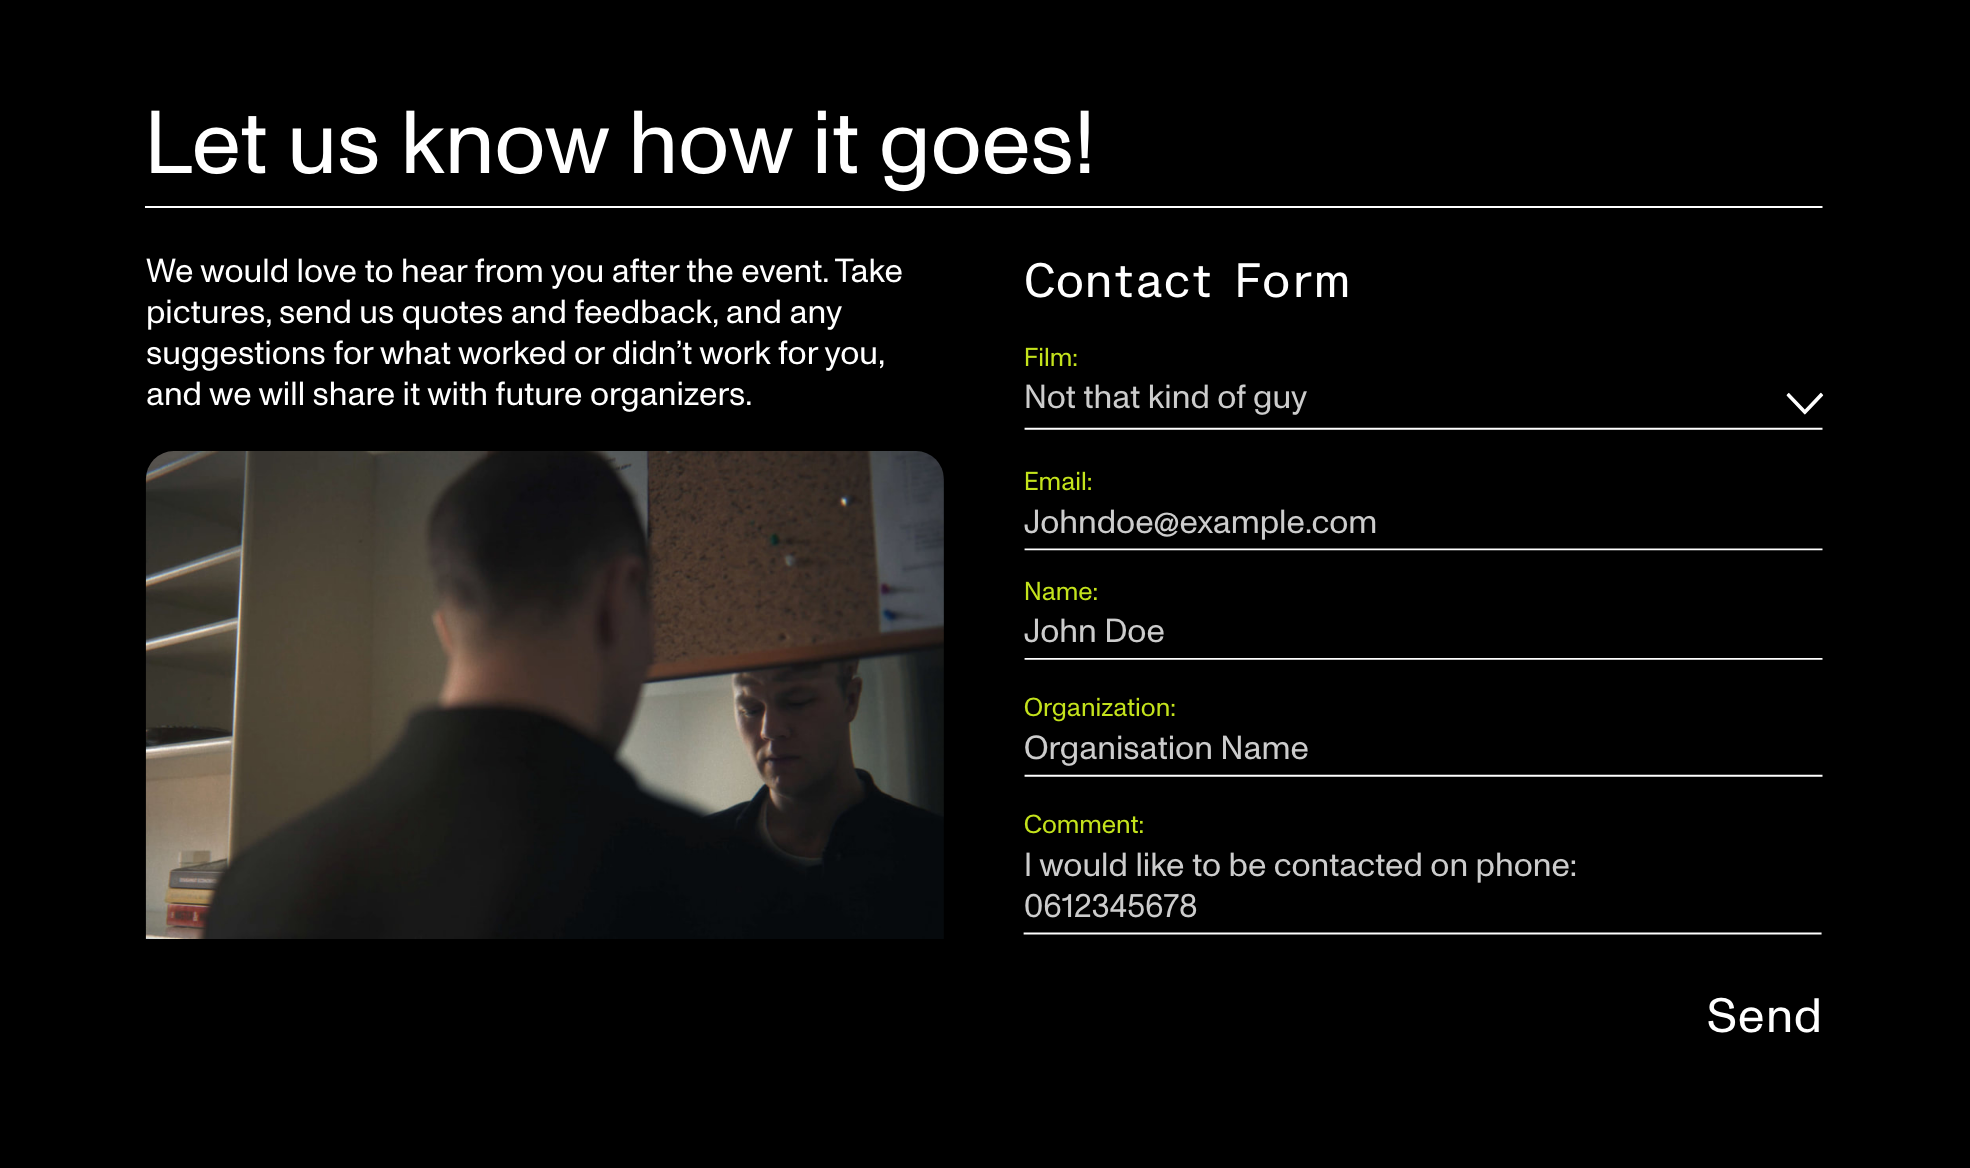 Let us know how it goes!
We would love to hear from you after the event. Take
pictures, send us quotes and feedback, and any
suggestions for what worked or didn’t work for you,
and we will share it with future organizers.
Contact Form
Film:
Not that kind of guy
Email:
Johndoe@example.com
Name:
John Doe
Organization:
Organisation Name
Comment:
I would like to be contacted on phone:
0612345678
Send